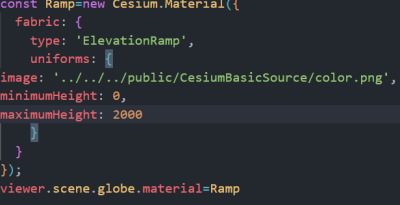 const Ramp=new Cesium.Material({
fabric: {
type: 'ElevationRamp',
uniforms: {
image: '../../../public/CesiumBasicSource/color.png',
minimumHeight: 0,
maximumHeight: 2000
}
}
});
viewer.scene.globe.material=Ramp